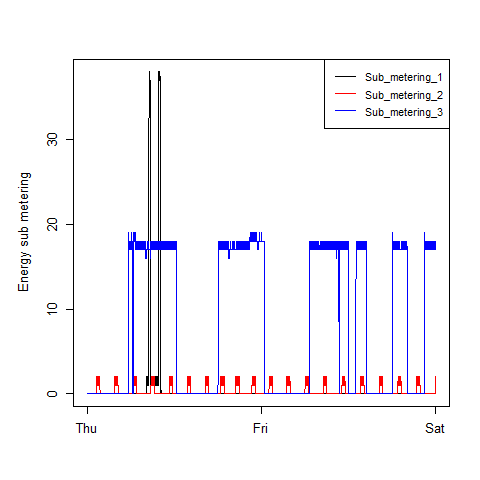 Sub_metering_1
Sub_metering_2
Sub_metering_3
Energy sub metering
30
20
10
0
Thu
Fri
Sat